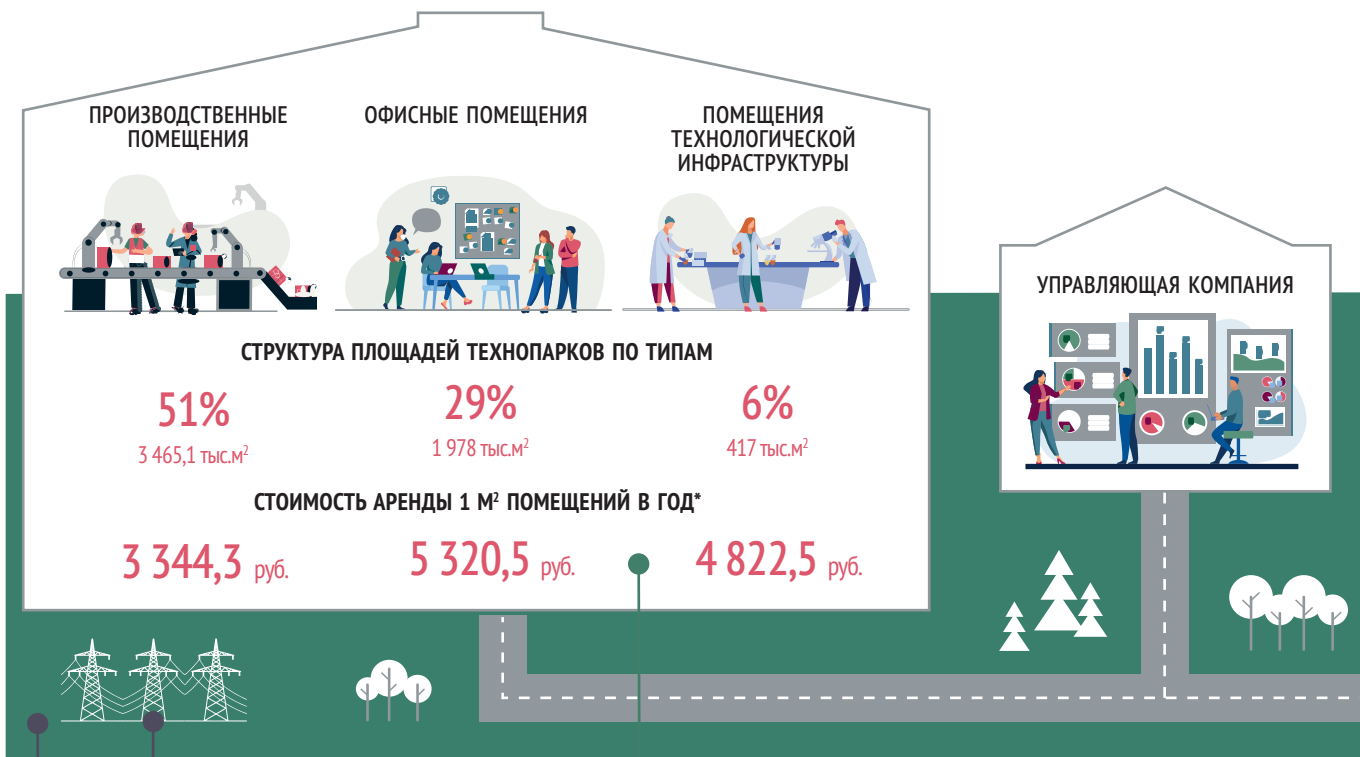 ПРОИЗВОДСТВЕННЫЕ
ПОМЕЩЕНИЯ
ОФИСНЫЕ ПОМЕЩЕНИЯ
ПОМЕЩЕНИЯ
ТЕХНОЛОГИЧЕСКОЙ
ИНФРАСТРУКТУРЫ
УПРАВЛЯЮЩАЯ КОМПАНИЯ
СТРУКТУРА ПЛОЩАДЕЙ ТЕХНОПАРКОВ ПО ТИПАМ
51%
29%
6%
3 465,1 тыс.м²
1 978 тыс.м²
417 тыс.м²
СТОИМОСТЬ АРЕНДЫ 1 М² ПОМЕЩЕНИЙ В ГОД*
3 344,3 руб.
5 320,5 руб.
4 822,5 руб.